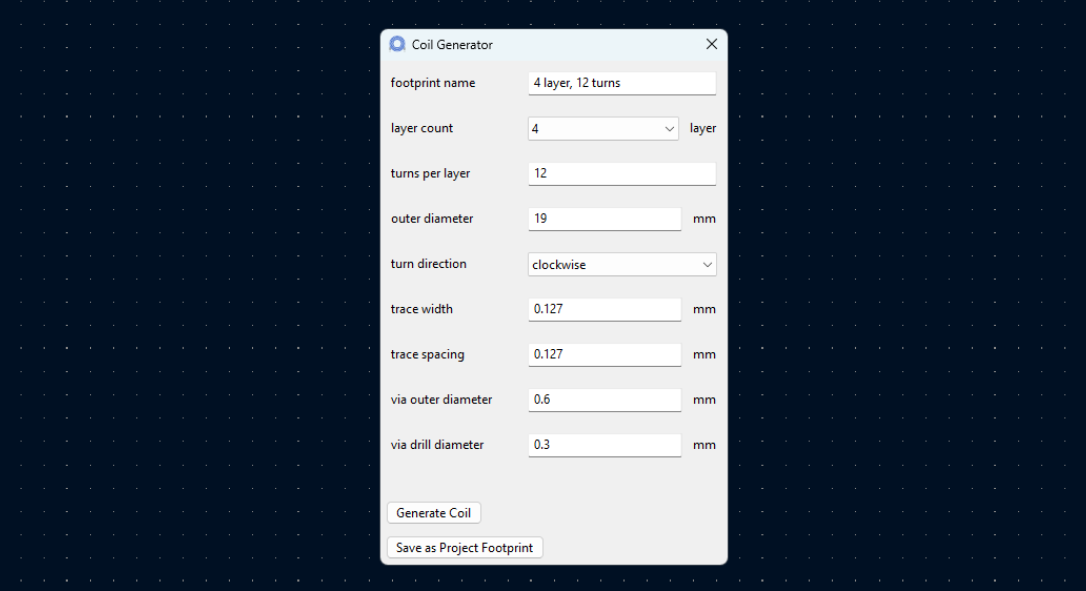 Coil Generator
footprint name 4 layer, 12 turns
layer count 4 layer
turns per layer 12
outer diameter 19 mm
turn direction clockwise
trace width 0.127 mm
trace spacing 0.127 mm
via outer diameter 0.6 mm
via drill diameter 0.3 mm
Generate Coil
Save as Project Footprint